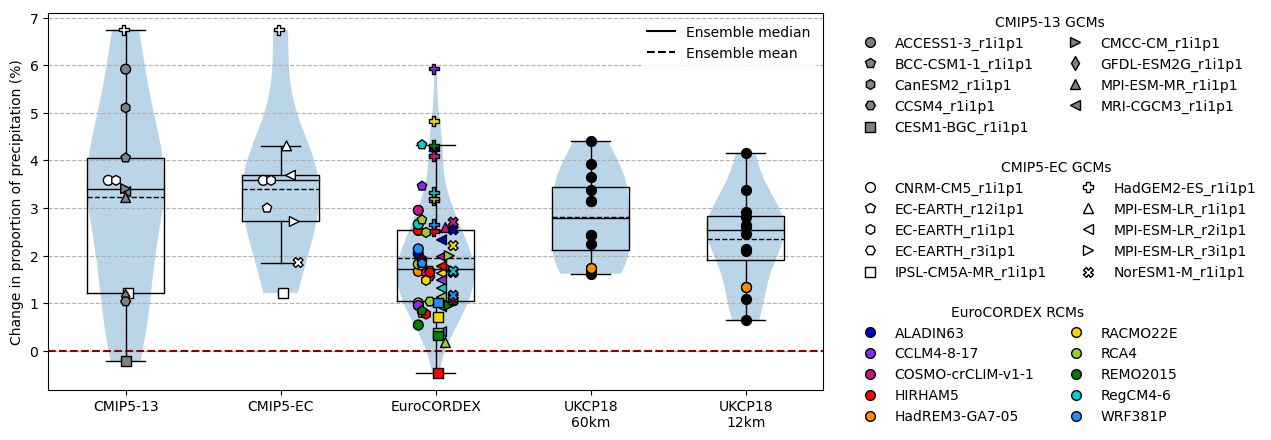 Change in proportion of precipitation (%)
7
6
5
4
3
2
1
0
Ensemble median
Ensemble mean
CMIP5-13
CMIP5-EC
EuroCORDEX
UKCP18
60km
UKCP18
12km
CMIP5-13 GCMs
ACCESS1-3_r1i1p1
BCC-CSM1-1_r1i1p1
CanESM2_r1i1p1
CCSM4_r1i1p1
CESM1-BGC_r1i1p1
CMCC-CM_r1i1p1
GFDL-ESM2G_r1i1p1
MPI-ESM-MR_r1i1p1
MRI-CGCM3_r1i1p1
CMIP5-EC GCMs
CNRM-CM5_r1i1p1
EC-EARTH_r12i1p1
EC-EARTH_r1i1p1
EC-EARTH_r3i1p1
IPSL-CM5A-MR_r1i1p1
HadGEM2-ES_r1i1p1
MPI-ESM-LR_r1i1p1
MPI-ESM-LR_r2i1p1
MPI-ESM-LR_r3i1p1
NorESM1-M_r1i1p1
EuroCORDEX RCMs
ALADIN63
CCLM4-8-17
COSMO-crCLIM-v1-1
HIRHAM5
HadREM3-GA7-05
RACMO22E
RCA4
REMO2015
RegCM4-6
WRF381P